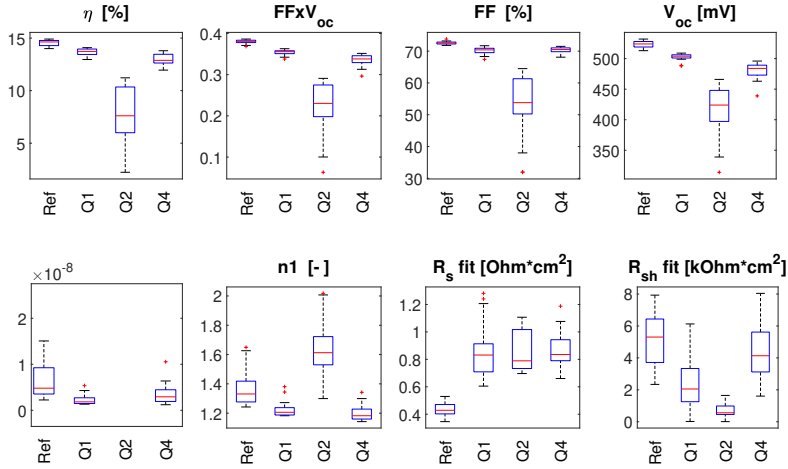 η [%]
15
10
5
Ref Q1 Q2 Q4
FFxV_oc
0.4
0.3
0.2
0.1
Ref Q1 Q2 Q4
FF [%]
70
60
50
40
30
Ref Q1 Q2 Q4
V_oc [mV]
500
450
400
350
Ref Q1 Q2 Q4
×10^-8
2
1
0
Ref Q1 Q2 Q4
n1 [-]
2
1.8
1.6
1.4
1.2
Ref Q1 Q2 Q4
R_s fit [Ohm*cm^2]
1.2
1
0.8
0.6
0.4
Ref Q1 Q2 Q4
R_sh fit [kOhm*cm^2]
8
6
4
2
0
Ref Q1 Q2 Q4